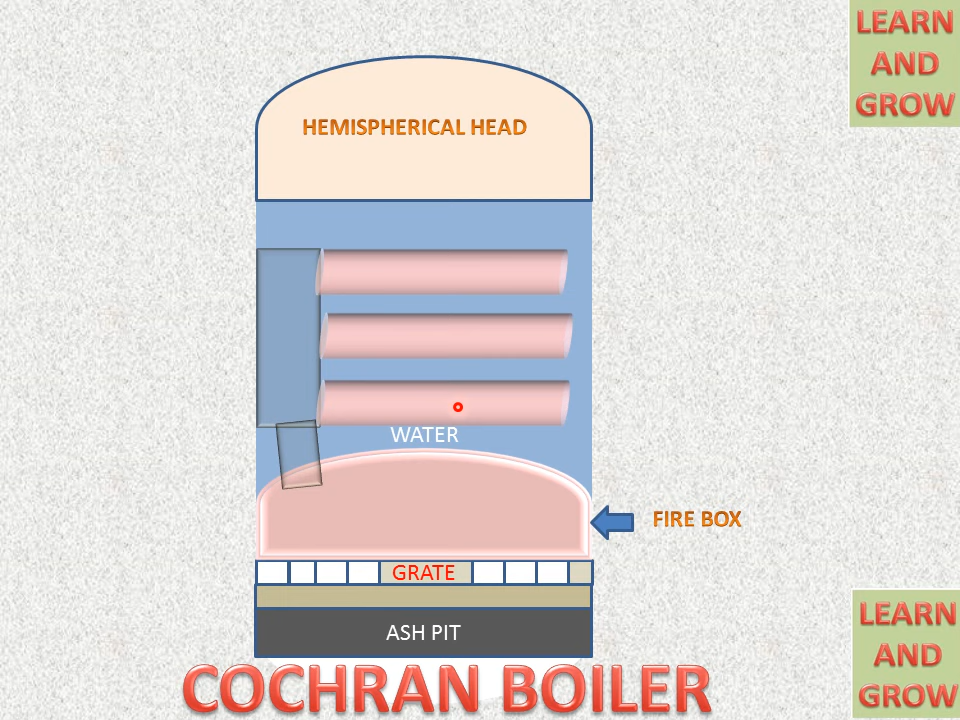 LEARN
AND
GROW
HEMISPHERICAL HEAD
WATER
FIRE BOX
GRATE
ASH PIT
LEARN
AND
GROW
COCHRAN BOILER